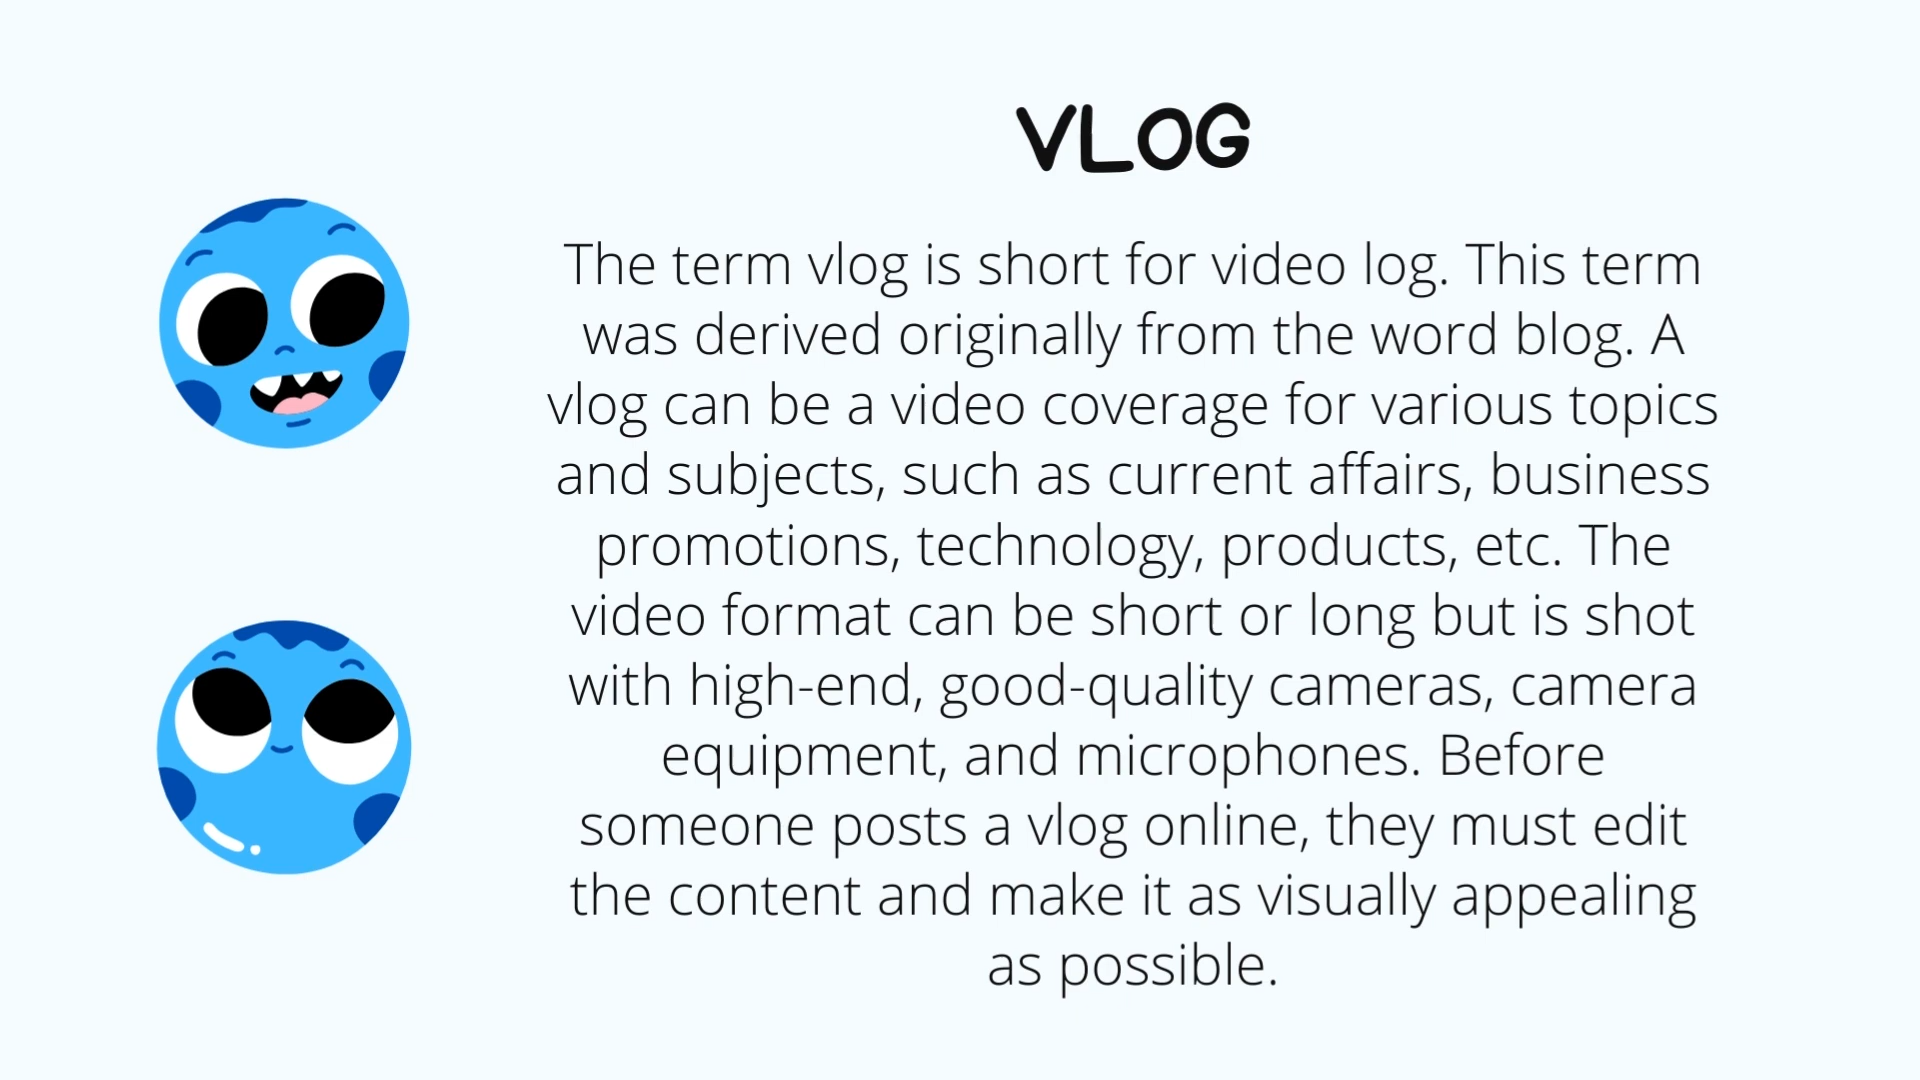 VLOG
The term vlog is short for video log. This term
was derived originally from the word blog. A
vlog can be a video coverage for various topics
and subjects, such as current affairs, business
promotions, technology, products, etc. The
video format can be short or long but is shot
with high-end, good-quality cameras, camera
equipment, and microphones. Before
someone posts a vlog online, they must edit
the content and make it as visually appealing
as possible.